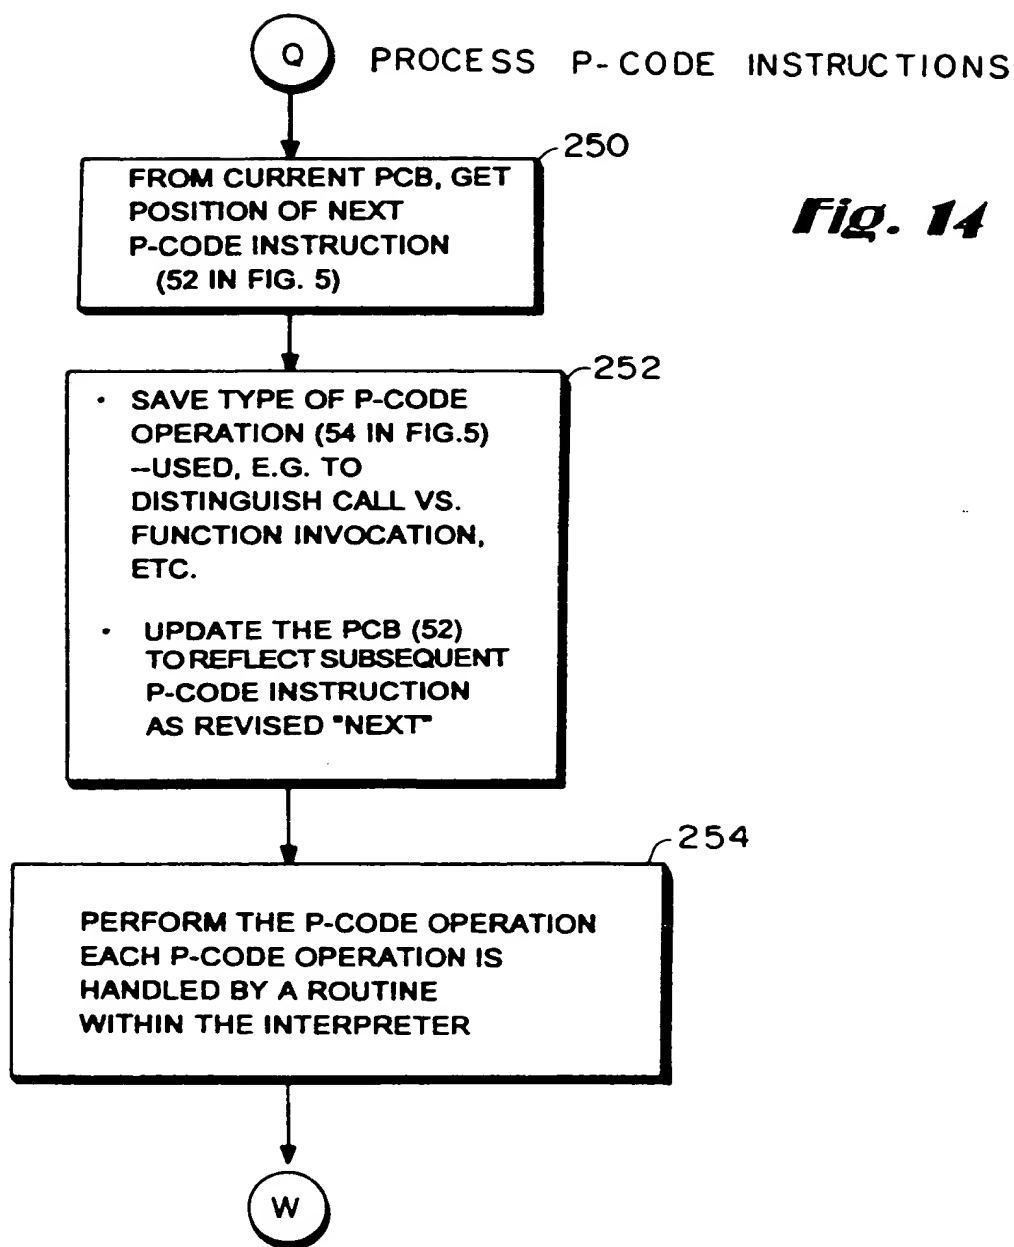 Q PROCESS P-CODE INSTRUCTIONS
250
FROM CURRENT PCB, GET
POSITION OF NEXT
P-CODE INSTRUCTION
(52 IN FIG. 5)
Fig. 14
252
• SAVE TYPE OF P-CODE
OPERATION (54 IN FIG.5)
–USED, E.G. TO
DISTINGUISH CALL VS.
FUNCTION INVOCATION,
ETC.
• UPDATE THE PCB (52)
TO REFLECT SUBSEQUENT
P-CODE INSTRUCTION
AS REVISED "NEXT"
254
PERFORM THE P-CODE OPERATION
EACH P-CODE OPERATION IS
HANDLED BY A ROUTINE
WITHIN THE INTERPRETER
W